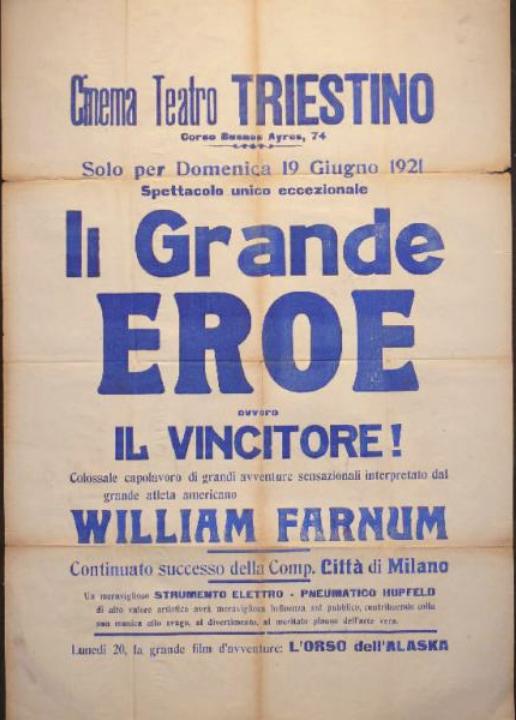 Cinema Teatro TRIESTINO
Corso Buenos Ayres, 74
Solo per Domenica 19 Giugno 1921
Spettacolo unico eccezionale
Il Grande
EROE
ovvero
IL VINCITORE!
Colossale capolavoro di grandi avventure sensazionali interpretato dal
grande atleta americano
WILLIAM FARNUM
Continuato successo della Comp. Città di Milano
Un meraviglioso STRUMENTO ELETTRO - PNEUMATICO HUPFELD
di alto valore artistico avrà meravigliosa influenza sul pubblico, contribuendo colla
sua musica allo svago, al divertimento, al meritato plauso dell'arte vera.
Lunedì 20, la grande film d'avventure: L'ORSO dell'ALASKA